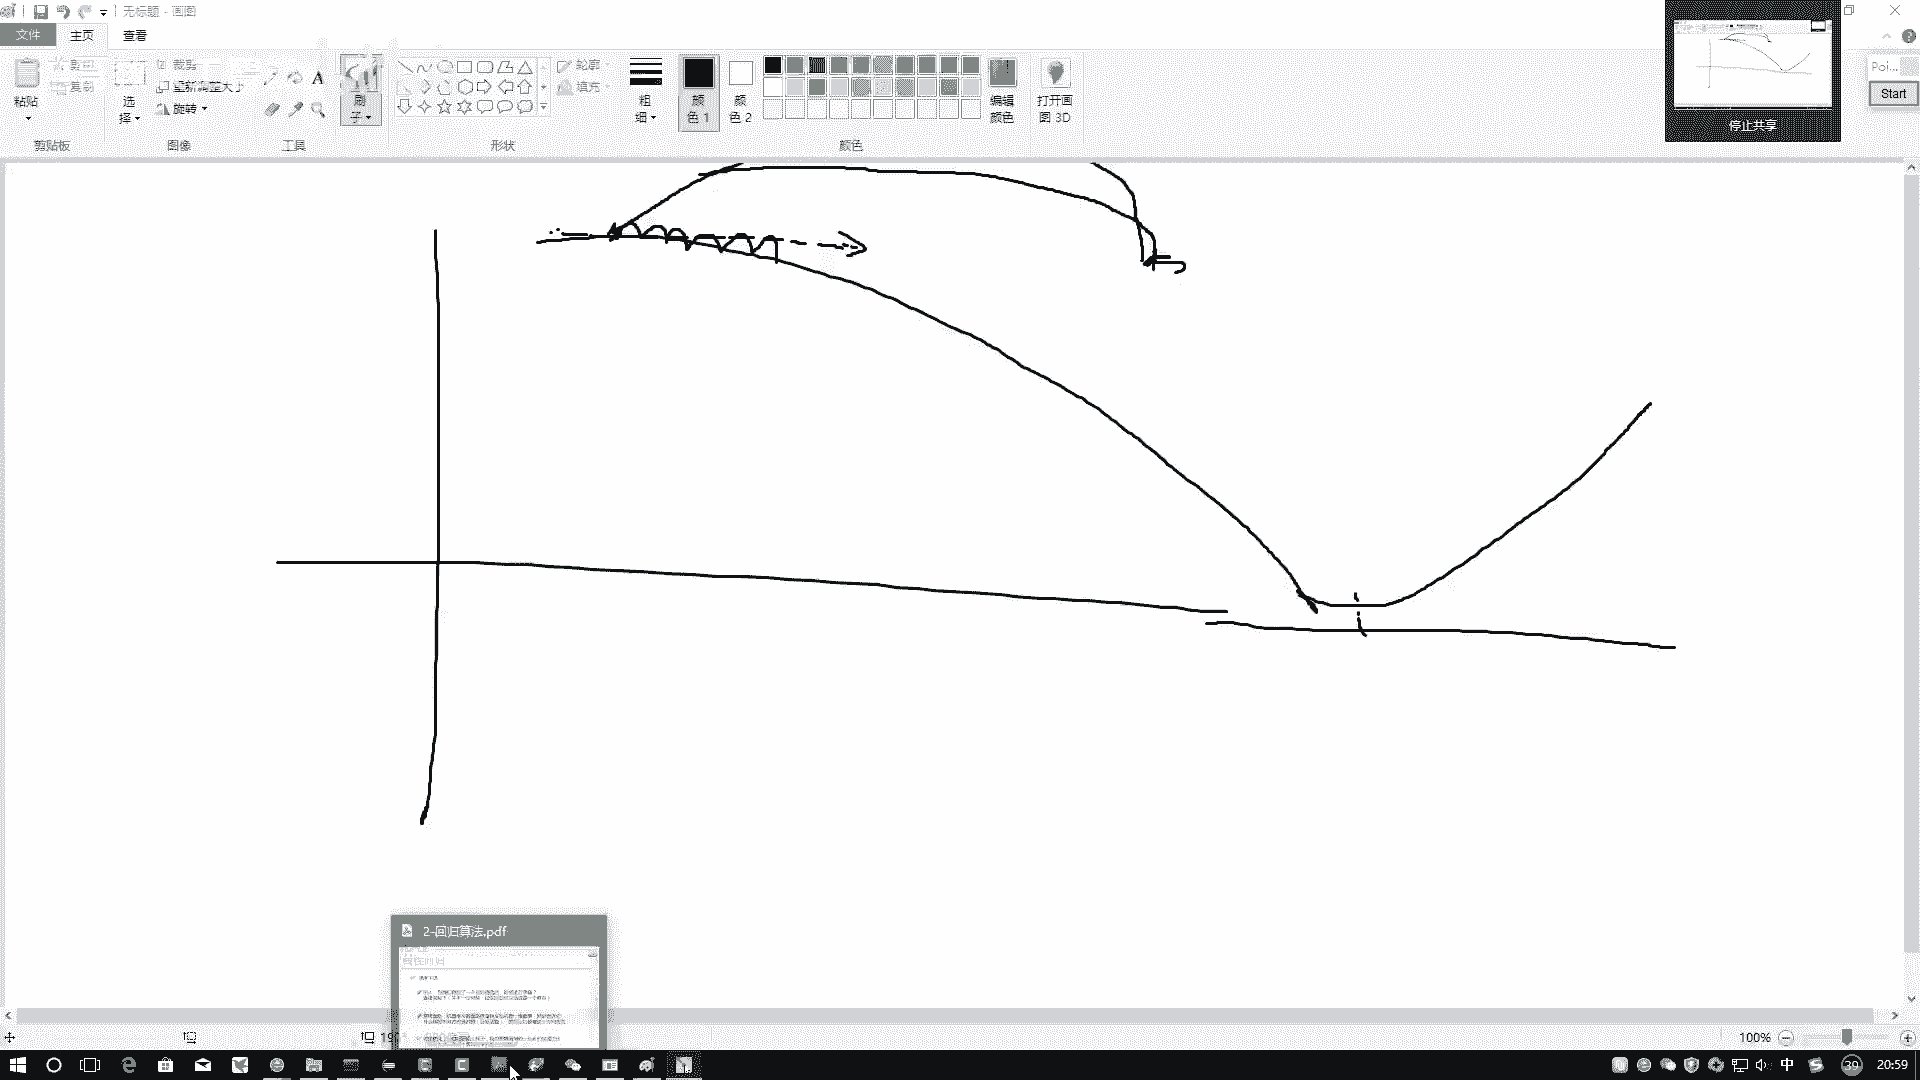 无标题 - 画图
文件 主页 查看
粘贴
剪切
复制
剪贴板
选择
裁剪
重新调整大小
旋转
图像
A
工具
刷子
轮廓
填充
形状
粗细
颜色 1
颜色 2
颜色
编辑颜色
打开画图 3D
停止共享
Poi...
Start
2-回归算法.pdf
100%
中
39
20:59